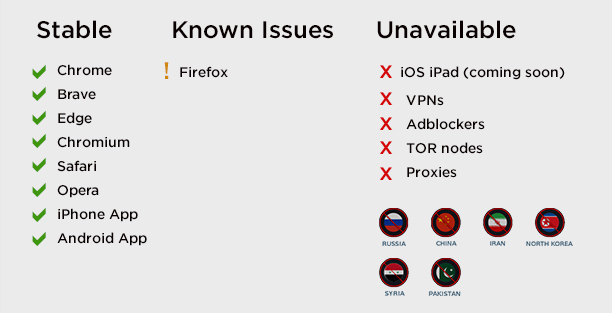 Stable
Chrome
Brave
Edge
Chromium
Safari
Opera
iPhone App
Android App
Known Issues
! Firefox
Unavailable
X iOS iPad (coming soon)
X VPNs
X Adblockers
X TOR nodes
X Proxies
RUSSIA CHINA IRAN NORTH KOREA
SYRIA PAKISTAN